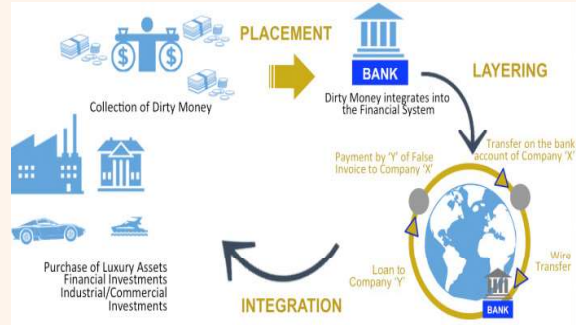 PLACEMENT
BANK
LAYERING
Collection of Dirty Money
Dirty Money integrates into
the Financial System
Transfer on the bank
account of Company 'X'
Payment by 'Y' of False
Invoice to Company 'X'
Wire
Transfer
Loan to
Company 'Y'
BANK
Purchase of Luxury Assets
Financial Investments
Industrial/Commercial
Investments
INTEGRATION
$
$